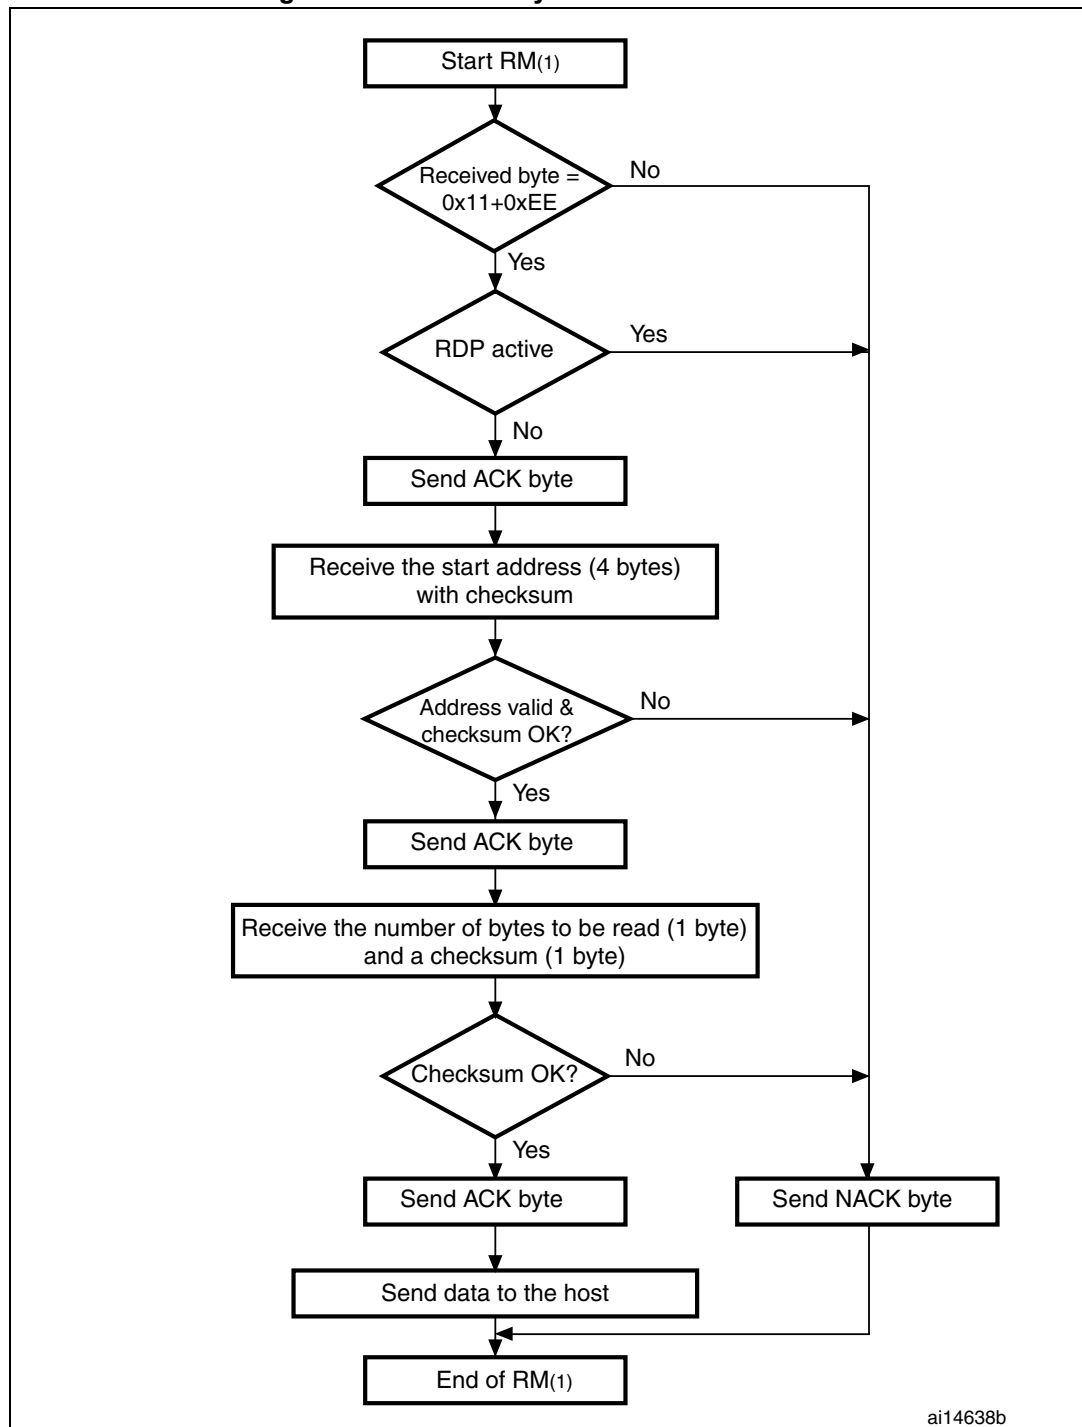 Start RM(1)
Received byte =
0x11+0xEE
No
Yes
RDP active
Yes
No
Send ACK byte
Receive the start address (4 bytes)
with checksum
Address valid &
checksum OK?
No
Yes
Send ACK byte
Receive the number of bytes to be read (1 byte)
and a checksum (1 byte)
Checksum OK?
No
Yes
Send ACK byte
Send NACK byte
Send data to the host
End of RM(1)
ai14638b